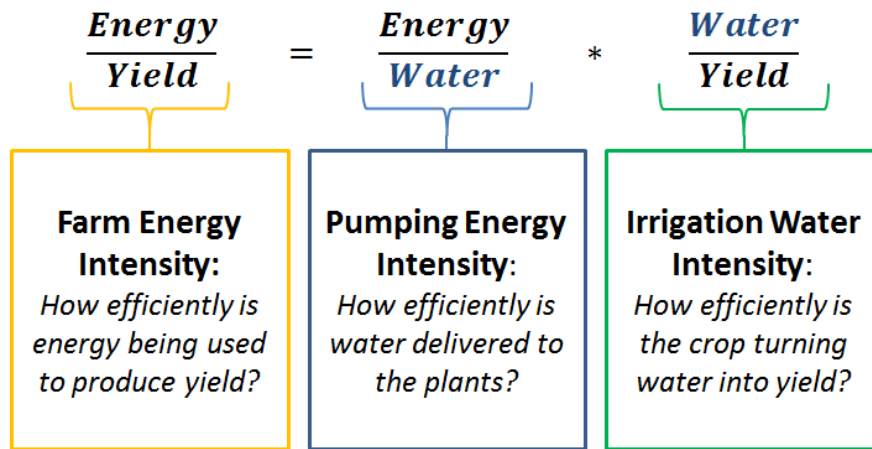 Energy/Yield = Energy/Water * Water/Yield
Farm Energy
Intensity:
How efficiently is
energy being used
to produce yield?
Pumping Energy
Intensity:
How efficiently is
water delivered to
the plants?
Irrigation Water
Intensity:
How efficiently is
the crop turning
water into yield?